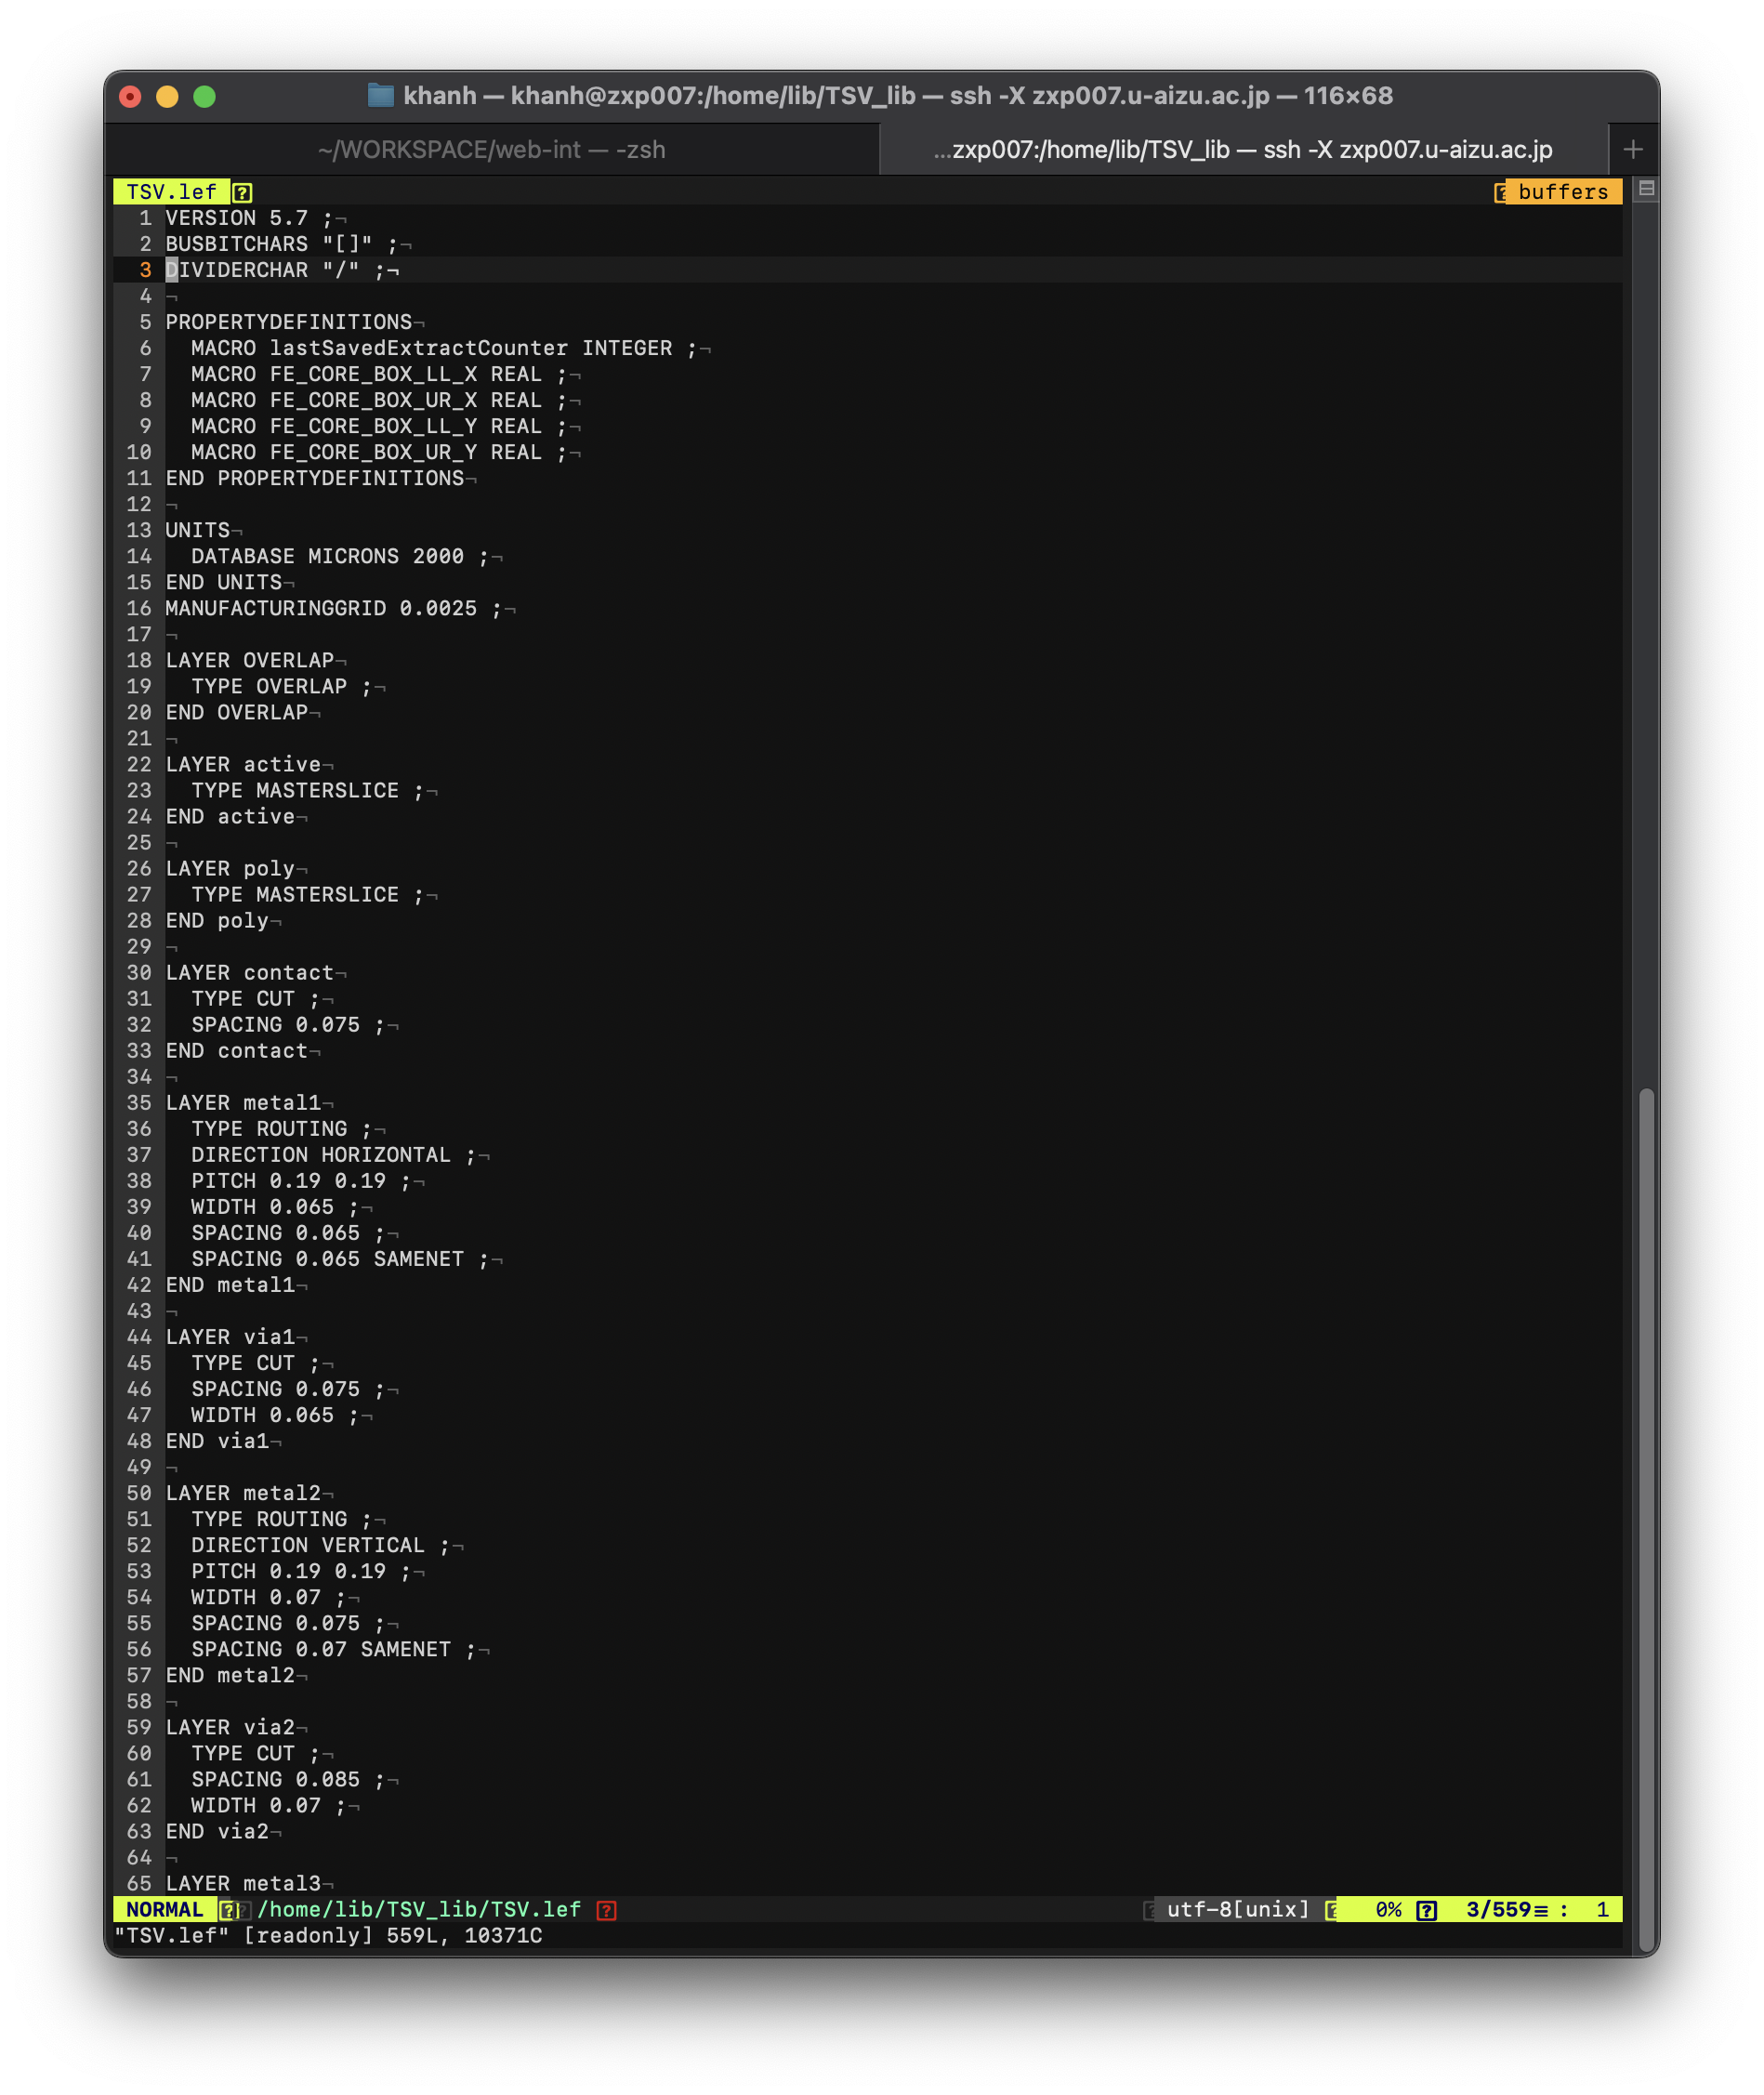 khanh — khanh@zxp007:/home/lib/TSV_lib — ssh -X zxp007.u-aizu.ac.jp — 116×68
~/WORKSPACE/web-int — -zsh
...zxp007:/home/lib/TSV_lib — ssh -X zxp007.u-aizu.ac.jp
+
TSV.lef ? ? buffers
1 VERSION 5.7 ;¬
2 BUSBITCHARS "[]" ;¬
3 DIVIDERCHAR "/" ;¬
4 ¬
5 PROPERTYDEFINITIONS¬
6   MACRO lastSavedExtractCounter INTEGER ;¬
7   MACRO FE_CORE_BOX_LL_X REAL ;¬
8   MACRO FE_CORE_BOX_UR_X REAL ;¬
9   MACRO FE_CORE_BOX_LL_Y REAL ;¬
10   MACRO FE_CORE_BOX_UR_Y REAL ;¬
11 END PROPERTYDEFINITIONS¬
12 ¬
13 UNITS¬
14   DATABASE MICRONS 2000 ;¬
15 END UNITS¬
16 MANUFACTURINGGRID 0.0025 ;¬
17 ¬
18 LAYER OVERLAP¬
19   TYPE OVERLAP ;¬
20 END OVERLAP¬
21 ¬
22 LAYER active¬
23   TYPE MASTERSLICE ;¬
24 END active¬
25 ¬
26 LAYER poly¬
27   TYPE MASTERSLICE ;¬
28 END poly¬
29 ¬
30 LAYER contact¬
31   TYPE CUT ;¬
32   SPACING 0.075 ;¬
33 END contact¬
34 ¬
35 LAYER metal1¬
36   TYPE ROUTING ;¬
37   DIRECTION HORIZONTAL ;¬
38   PITCH 0.19 0.19 ;¬
39   WIDTH 0.065 ;¬
40   SPACING 0.065 ;¬
41   SPACING 0.065 SAMENET ;¬
42 END metal1¬
43 ¬
44 LAYER via1¬
45   TYPE CUT ;¬
46   SPACING 0.075 ;¬
47   WIDTH 0.065 ;¬
48 END via1¬
49 ¬
50 LAYER metal2¬
51   TYPE ROUTING ;¬
52   DIRECTION VERTICAL ;¬
53   PITCH 0.19 0.19 ;¬
54   WIDTH 0.07 ;¬
55   SPACING 0.075 ;¬
56   SPACING 0.07 SAMENET ;¬
57 END metal2¬
58 ¬
59 LAYER via2¬
60   TYPE CUT ;¬
61   SPACING 0.085 ;¬
62   WIDTH 0.07 ;¬
63 END via2¬
64 ¬
65 LAYER metal3¬
NORMAL ? ? /home/lib/TSV_lib/TSV.lef ? ? utf-8[unix] ? 0% ? 3/559≡ : 1
"TSV.lef" [readonly] 559L, 10371C